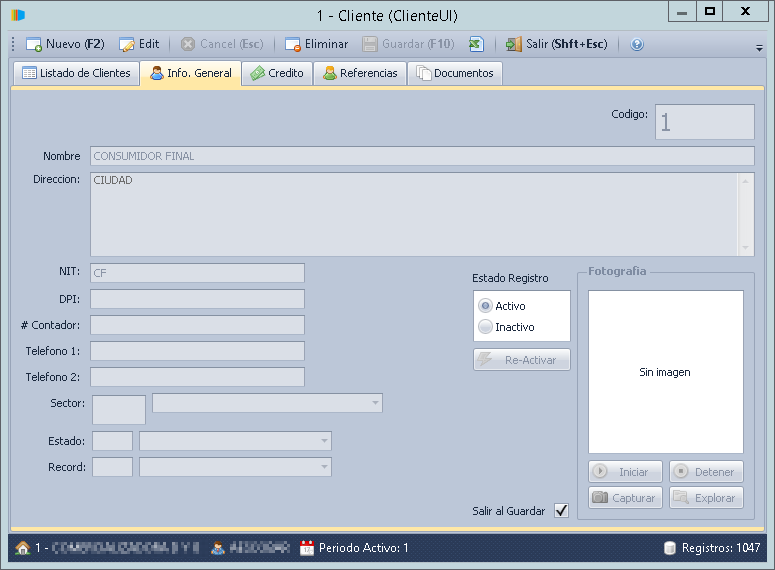 1 - Cliente (ClienteUI)
Nuevo (F2) Edit Cancel (Esc) Eliminar Guardar (F10) Salir (Shft+Esc)
Listado de Clientes Info. General Credito Referencias Documentos
Codigo: 1
Nombre CONSUMIDOR FINAL
Direccion: CIUDAD
NIT: CF
DPI:
# Contador:
Telefono 1:
Telefono 2:
Sector:
Estado:
Record:
Estado Registro
Activo
Inactivo
Re-Activar
Fotografia
Sin imagen
Iniciar Detener
Capturar Explorar
Salir al Guardar
1 - Periodo Activo: 1 Registros: 1047